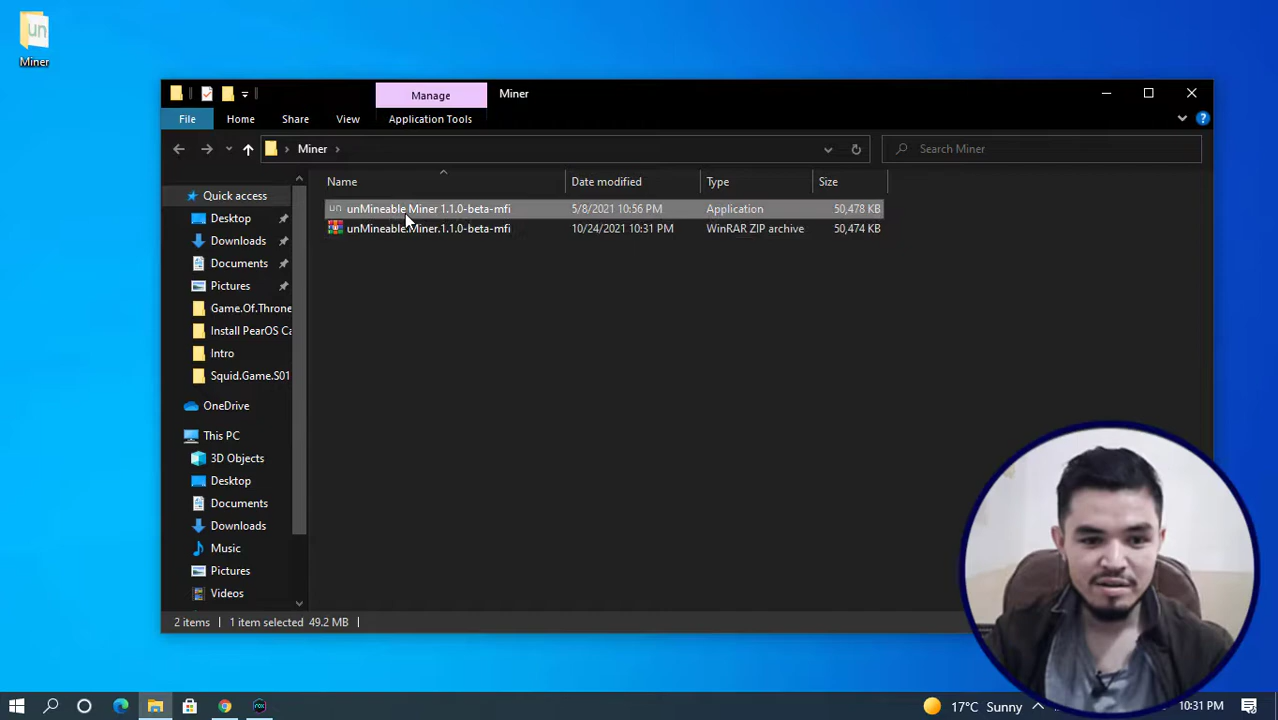 un
Miner
Manage
Miner
File
Home
Share
View
Application Tools
Miner
Search Miner
Name
Date modified
Type
Size
Quick access
un
unMineable Miner 1.1.0-beta-mfi
5/8/2021 10:56 PM
Application
50,478 KB
Desktop
unMineable.Miner.1.1.0-beta-mfi
10/24/2021 10:31 PM
WinRAR ZIP archive
50,474 KB
Downloads
Documents
Pictures
Game.Of.Throne
Install PearOS Ca
Intro
Squid.Game.S01
OneDrive
This PC
3D Objects
Desktop
Documents
Downloads
Music
Pictures
Videos
2 items
1 item selected 49.2 MB
17°C Sunny
10:31 PM